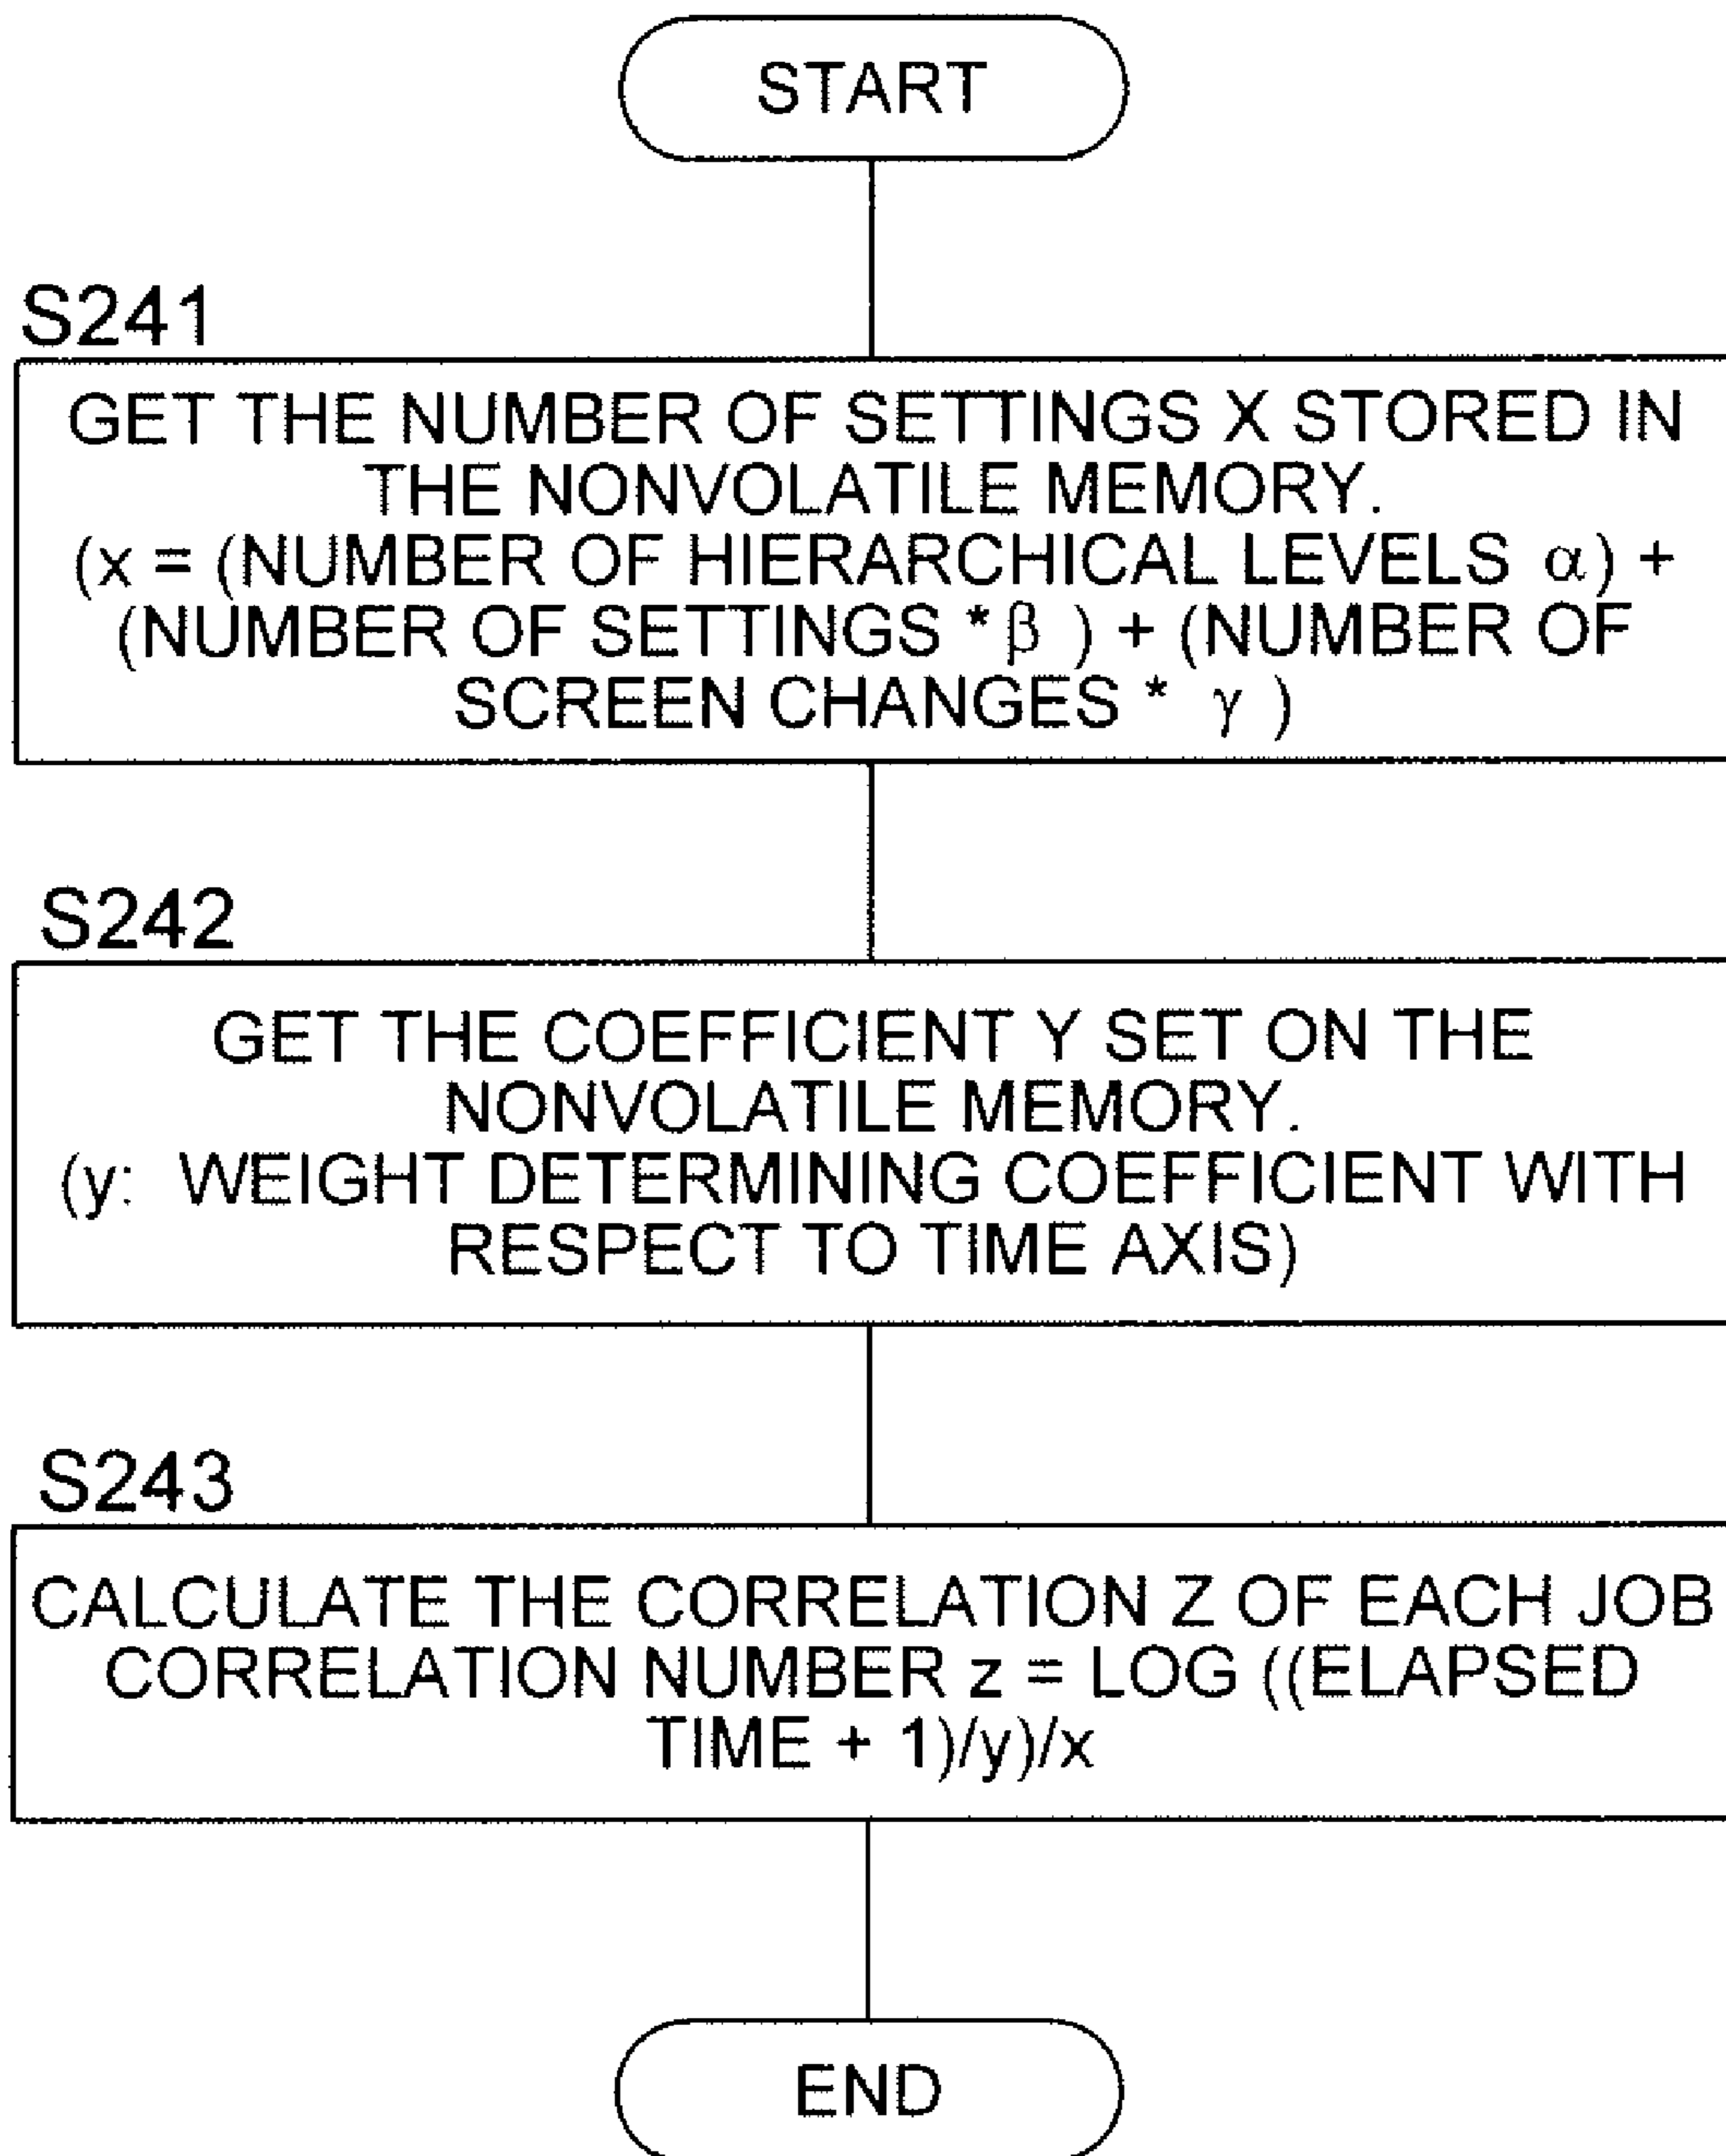 START
S241
GET THE NUMBER OF SETTINGS X STORED IN
THE NONVOLATILE MEMORY.
(x = (NUMBER OF HIERARCHICAL LEVELS α) +
(NUMBER OF SETTINGS * β ) + (NUMBER OF
SCREEN CHANGES * γ )
S242
GET THE COEFFICIENT Y SET ON THE
NONVOLATILE MEMORY.
(y: WEIGHT DETERMINING COEFFICIENT WITH
RESPECT TO TIME AXIS)
S243
CALCULATE THE CORRELATION Z OF EACH JOB
CORRELATION NUMBER z = LOG ((ELAPSED
TIME + 1)/y)/x
END